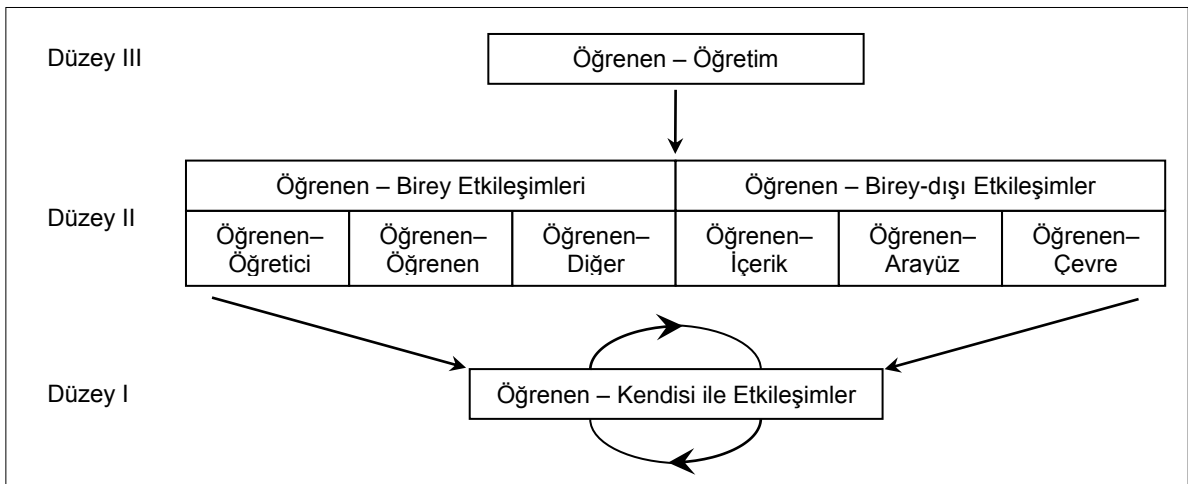 Düzey III
Öğrenen – Öğretim
Düzey II
Öğrenen – Birey Etkileşimleri
Öğrenen – Birey-dışı Etkileşimler
Öğrenen–
Öğretici
Öğrenen–
Öğrenen
Öğrenen–
Diğer
Öğrenen–
İçerik
Öğrenen–
Arayüz
Öğrenen–
Çevre
Düzey I
Öğrenen – Kendisi ile Etkileşimler